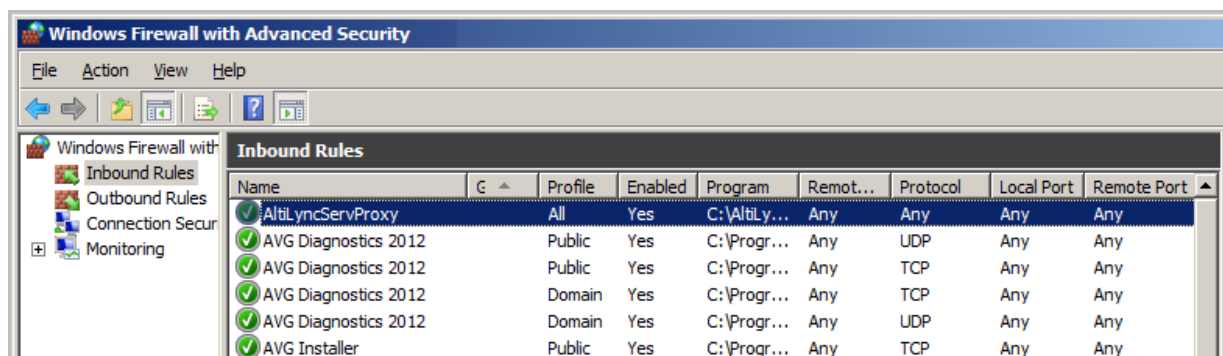 Windows Firewall with Advanced Security
File Action View Help
Windows Firewall with
Inbound Rules
Outbound Rules
Connection Secur
Monitoring
Inbound Rules
Name G Profile Enabled Program Remot... Protocol Local Port Remote Port
AltiLyncServProxy All Yes C:\AltiLy... Any Any Any Any
AVG Diagnostics 2012 Public Yes C:\Progr... Any UDP Any Any
AVG Diagnostics 2012 Public Yes C:\Progr... Any TCP Any Any
AVG Diagnostics 2012 Domain Yes C:\Progr... Any TCP Any Any
AVG Diagnostics 2012 Domain Yes C:\Progr... Any UDP Any Any
AVG Installer Public Yes C:\Progr... Any TCP Any Any